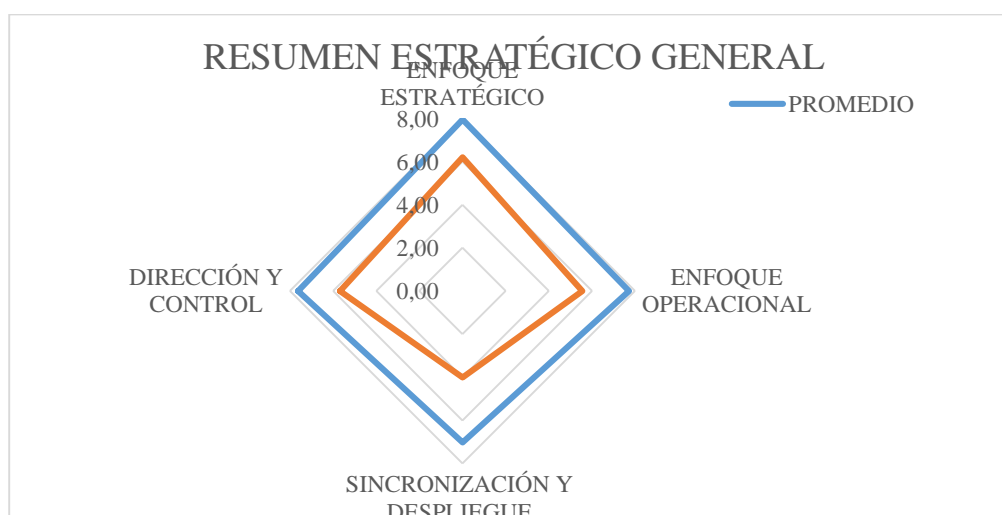 RESUMEN ESTRATÉGICO GENERAL
ENFOQUE
ESTRATÉGICO
PROMEDIO
8,00
6,00
4,00
2,00
0,00
DIRECCIÓN Y
CONTROL
ENFOQUE
OPERACIONAL
SINCRONIZACIÓN Y
DESPLIEGUE